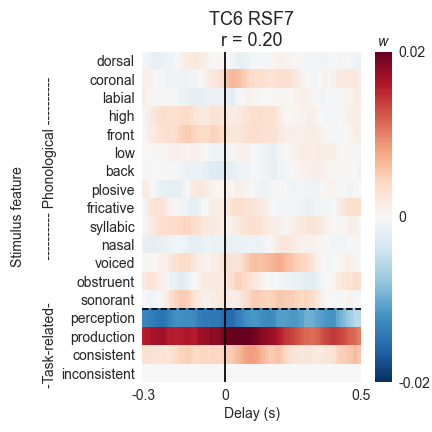 TC6 RSF7
r = 0.20
w
0.02
0
-0.02
Stimulus feature
---------- Phonological ----------
-Task-related-
dorsal
coronal
labial
high
front
low
back
plosive
fricative
syllabic
nasal
voiced
obstruent
sonorant
perception
production
consistent
inconsistent
-0.3
0
0.5
Delay (s)